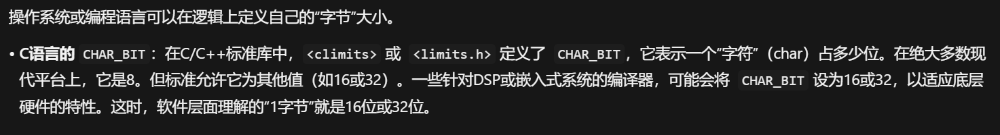 操作系统或编程语言可以在逻辑上定义自己的“字节”大小。
• C语言的 CHAR_BIT：在C/C++标准库中，<climits> 或 <limits.h> 定义了 CHAR_BIT，它表示一个“字符”（char）占多少位。在绝大多数现
代平台上，它是8。但标准允许它为其他值（如16或32）。一些针对DSP或嵌入式系统的编译器，可能会将 CHAR_BIT 设为16或32，以适应底层
硬件的特性。这时，软件层面理解的“1字节”就是16位或32位。